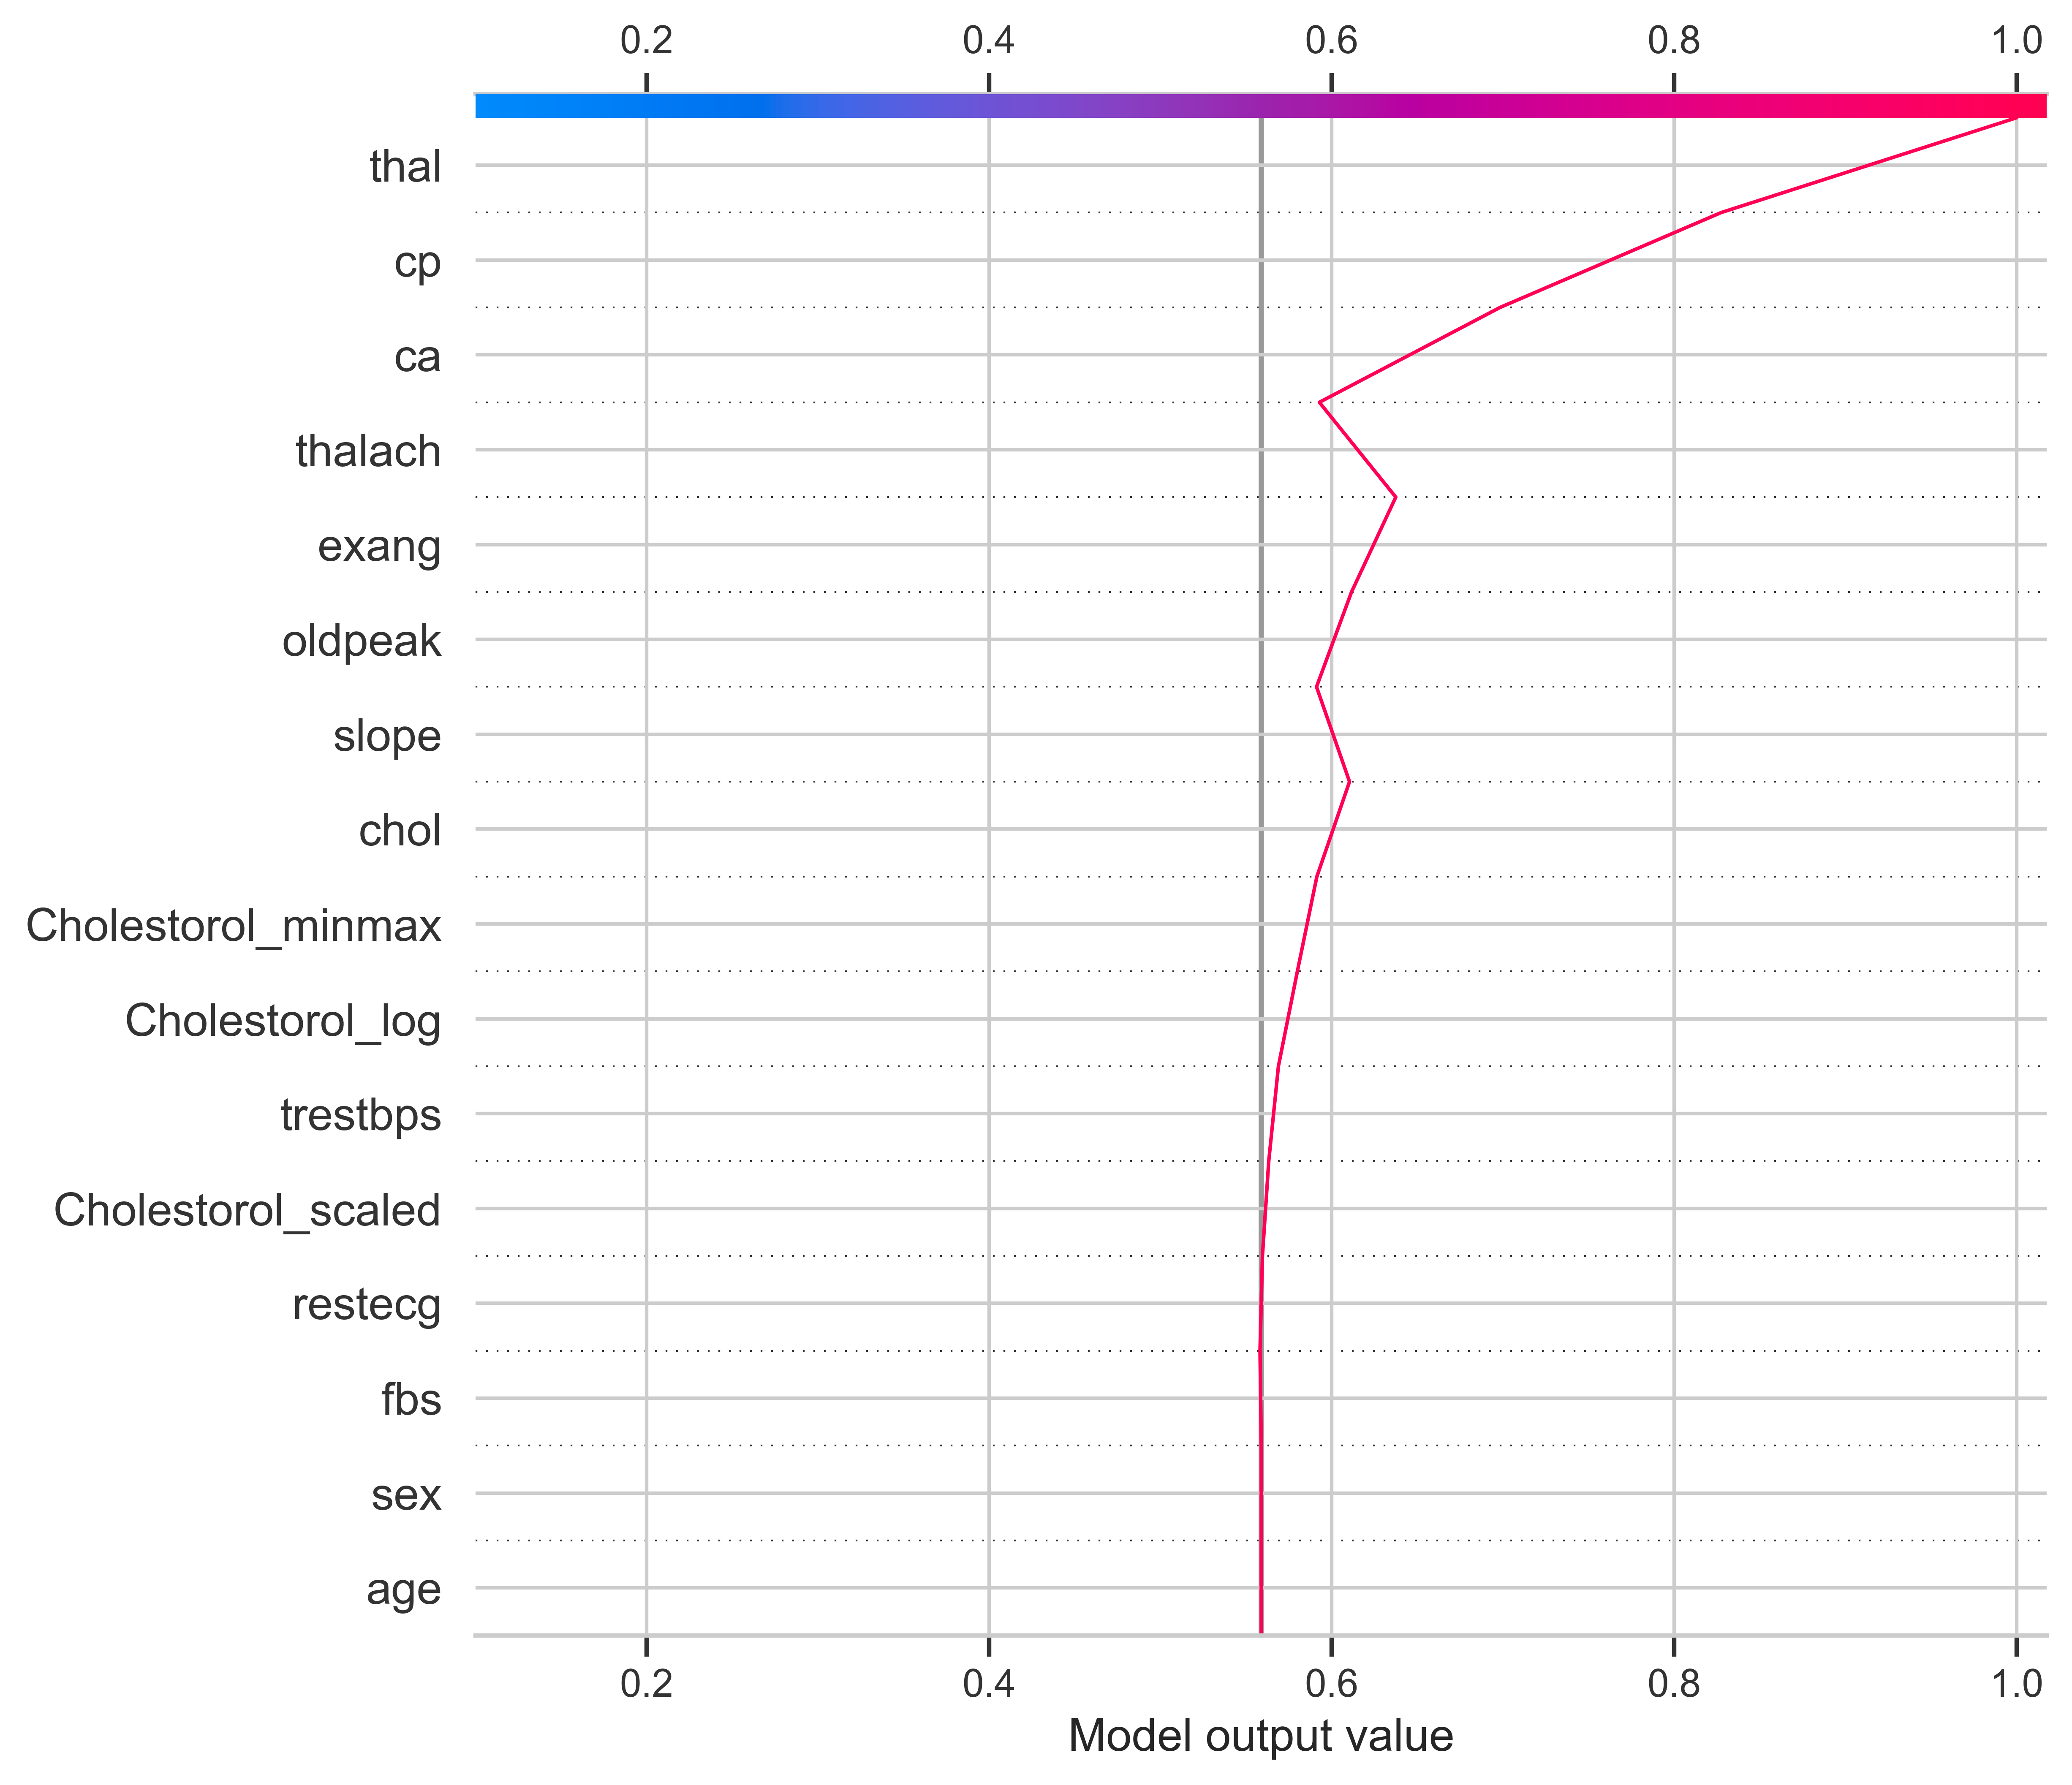 0.2 0.4 0.6 0.8 1.0
thal
cp
ca
thalach
exang
oldpeak
slope
chol
Cholestorol_minmax
Cholestorol_log
trestbps
Cholestorol_scaled
restecg
fbs
sex
age
0.2 0.4 0.6 0.8 1.0
Model output value